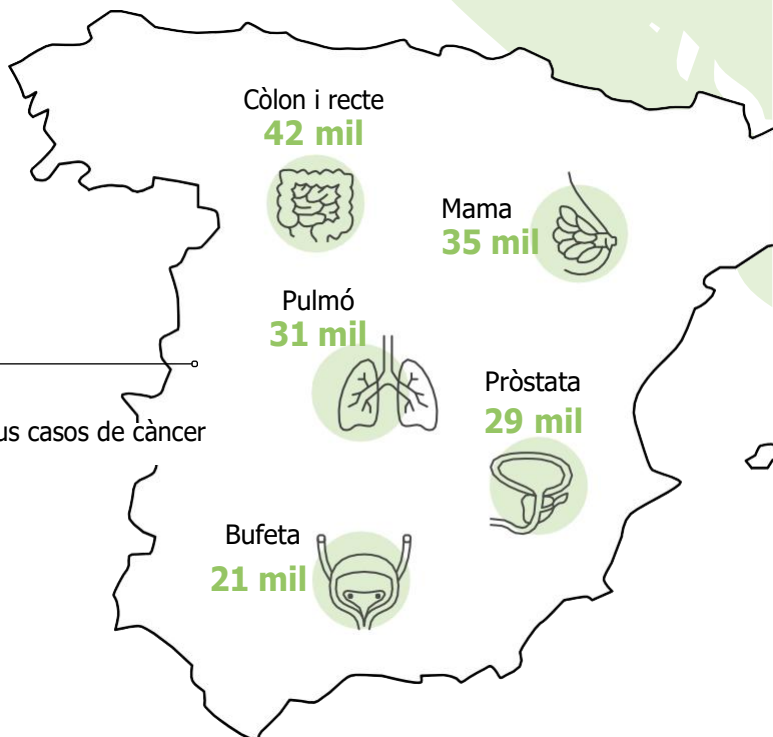 Còlon i recte
42 mil
Mama
35 mil
Pulmó
31 mil
Pròstata
29 mil
casos de càncer
Bufeta
21 mil